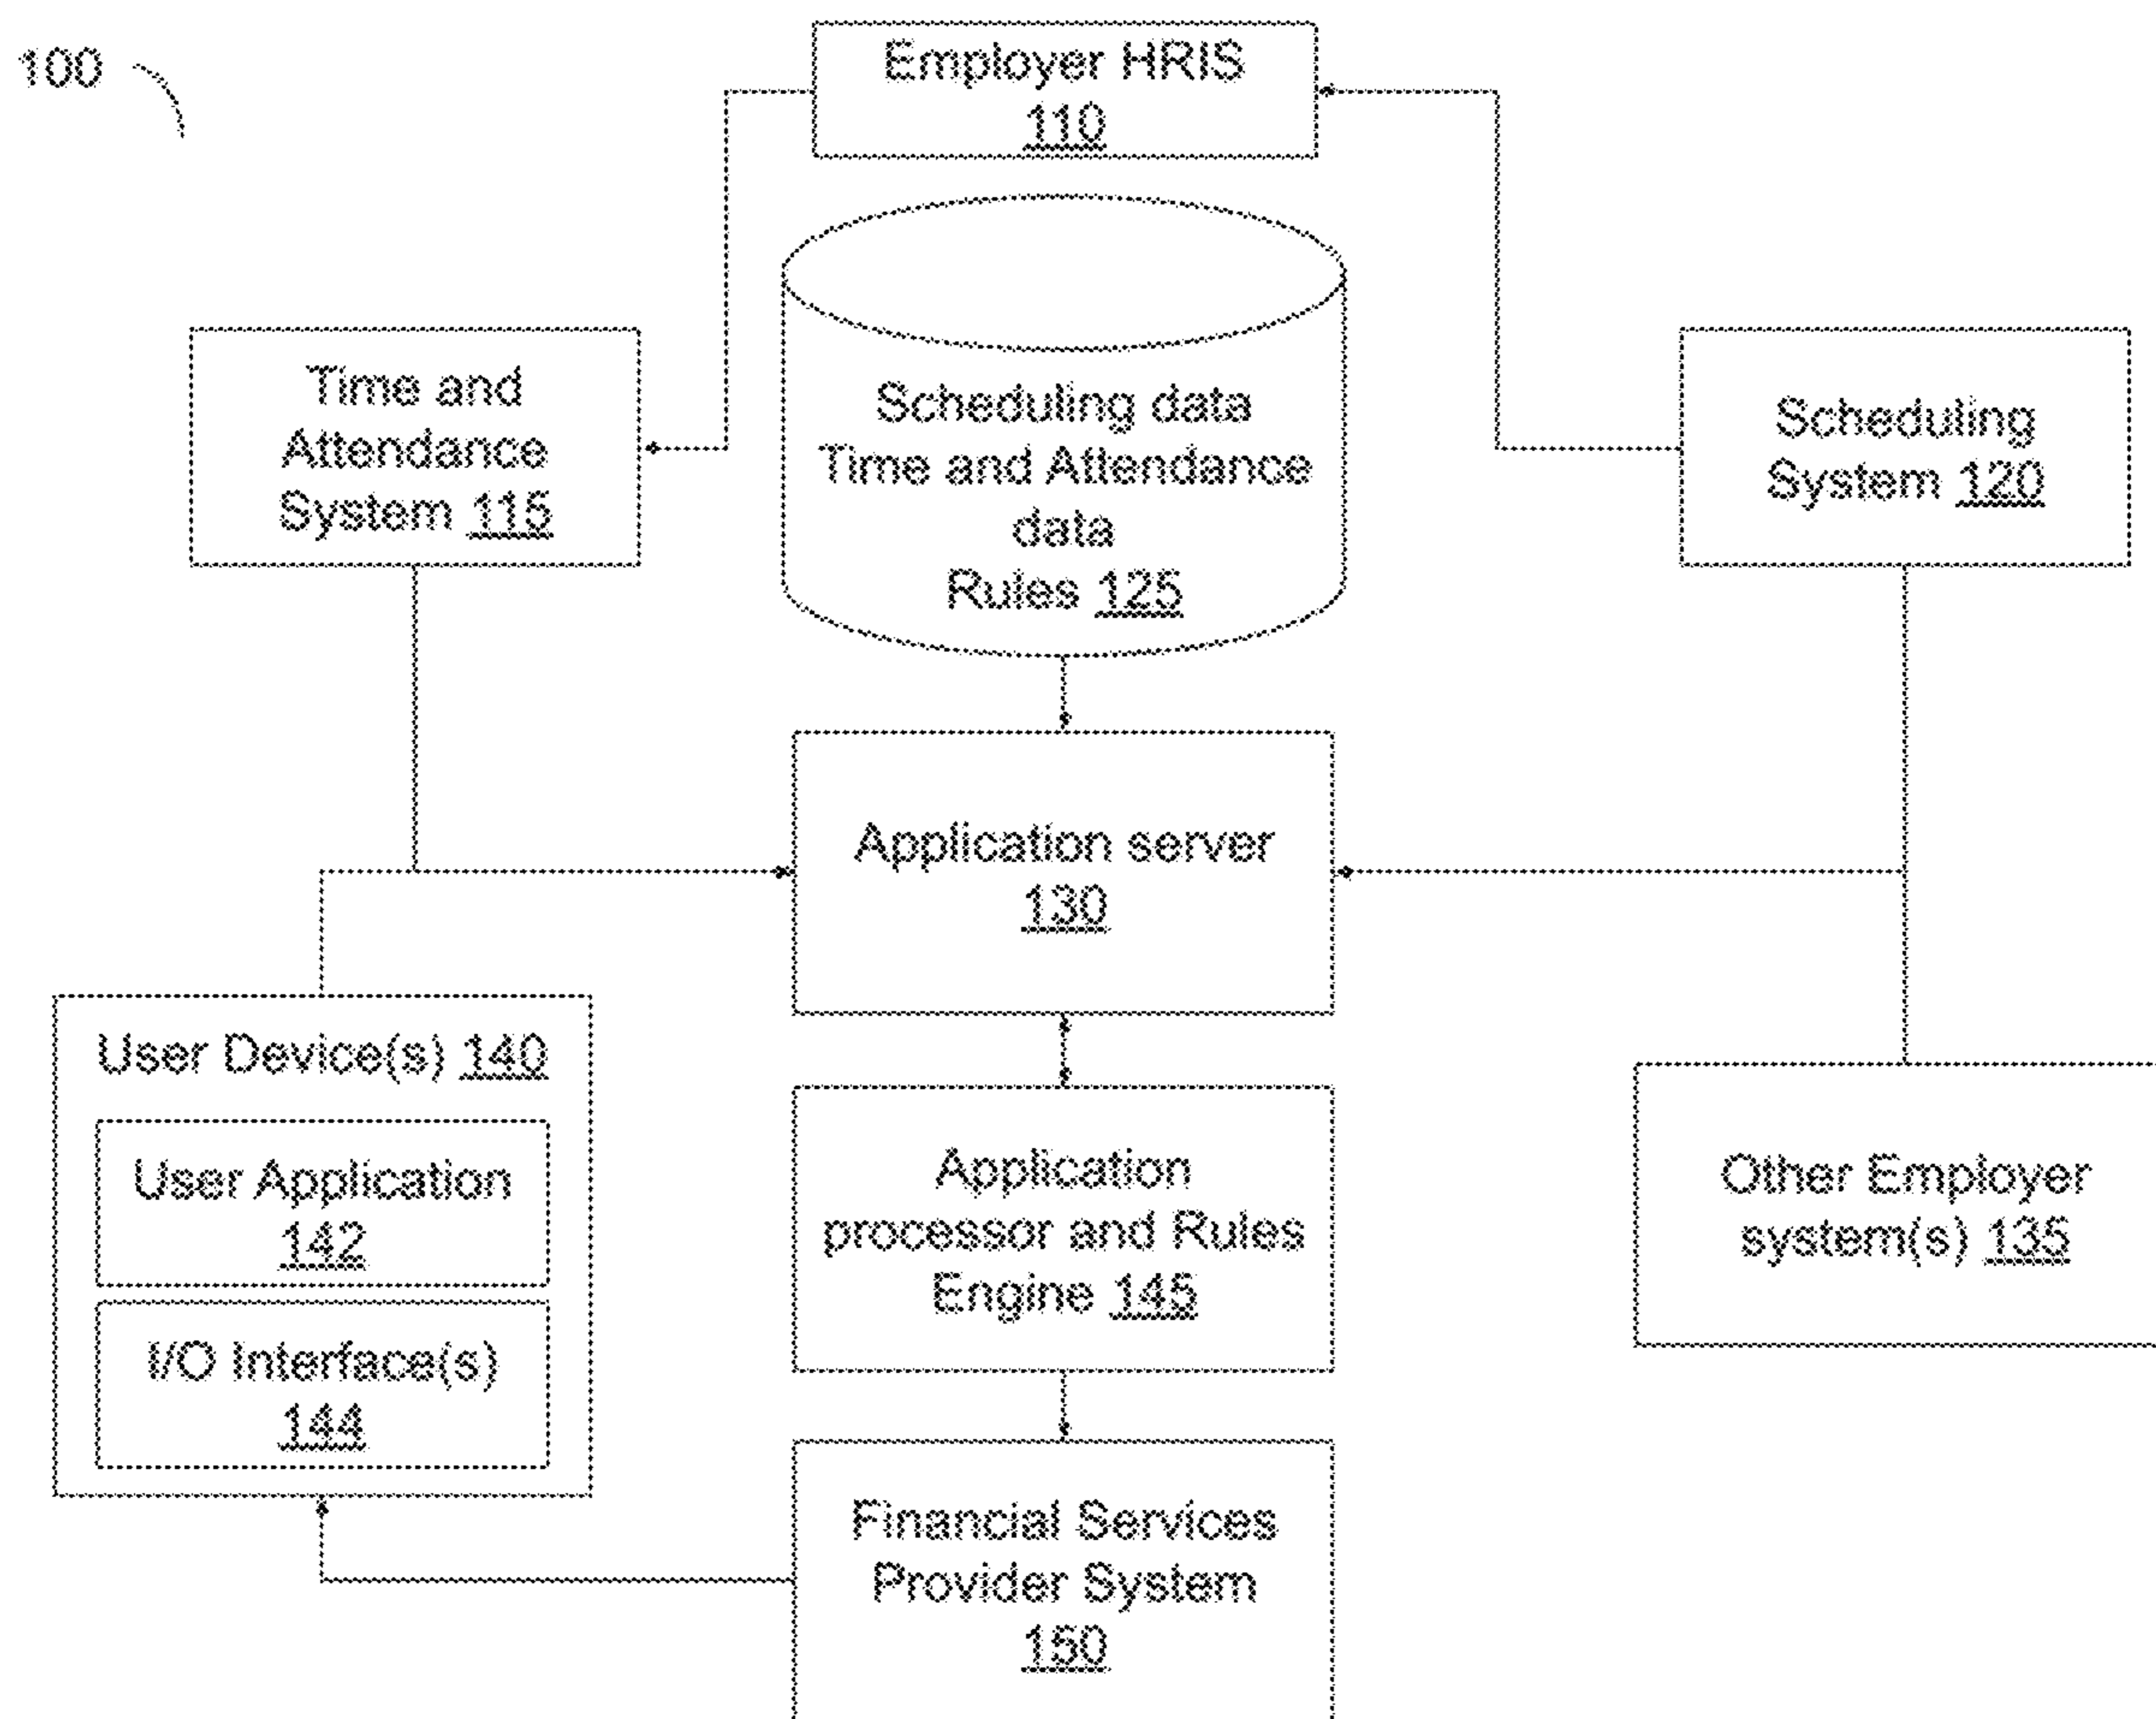 100
Employer HRIS
110
Time and
Attendance
System 115
Scheduling data
Time and Attendance
data
Rules 125
Scheduling
System 120
Application server
130
User Device(s) 140
User Application
142
I/O Interface(s)
144
Application
processor and Rules
Engine 145
Other Employer
system(s) 135
Financial Services
Provider System
150